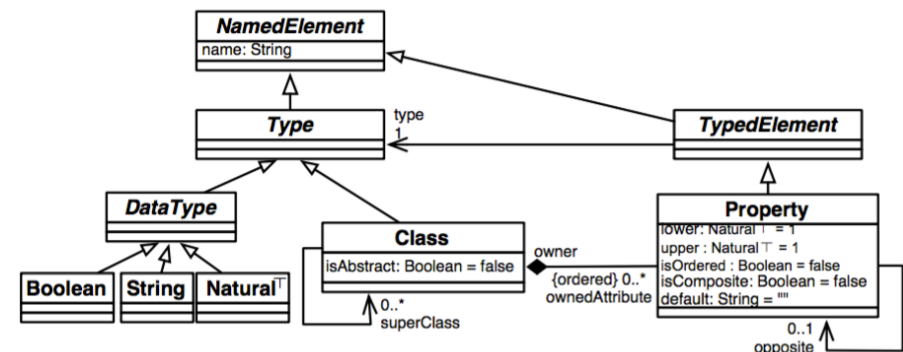 NamedElement
name: String
Type
type
1
TypedElement
DataType
Class
isAbstract: Boolean = false
Property
lower: Natural⊤ = 1
upper : Natural⊤ = 1
isOrdered : Boolean = false
isComposite: Boolean = false
default: String = ""
owner
{ordered} 0..*
ownedAttribute
Boolean
String
Natural⊤
0..*
superClass
0..1
opposite